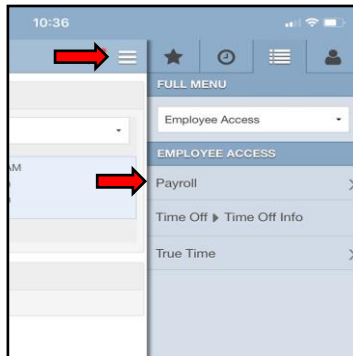 10:36
FULL MENU
Employee Access
EMPLOYEE ACCESS
AM
Payroll
Time Off ▸ Time Off Info
True Time